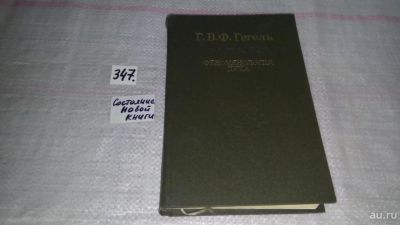 347.
Состояние
новой
книги
Г. В. Ф. Гегель
ФЕНОМЕНОЛОГИЯ
ДУХА
au.ru